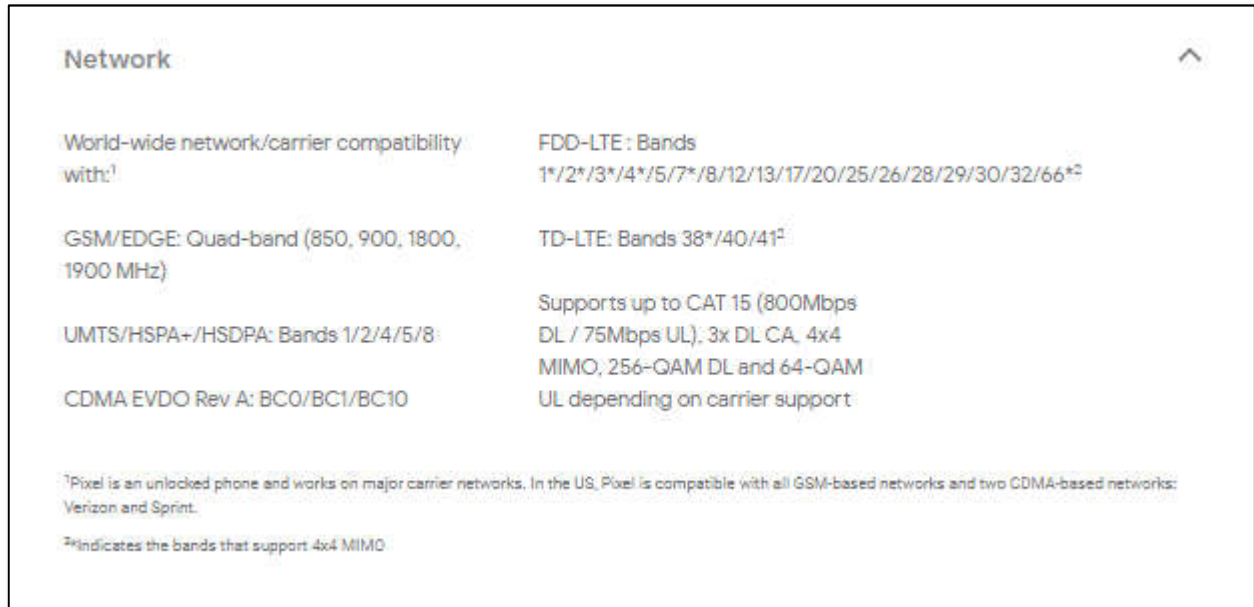 Network
World-wide network/carrier compatibility
with:¹
GSM/EDGE: Quad-band (850, 900, 1800,
1900 MHz)
UMTS/HSPA+/HSDPA: Bands 1/2/4/5/8
CDMA EVDO Rev A: BC0/BC1/BC10
FDD-LTE : Bands
1*/2*/3*/4*/5/7*/8/12/13/17/20/25/26/28/29/30/32/66*²
TD-LTE: Bands 38*/40/41²
Supports up to CAT 15 (800Mbps
DL / 75Mbps UL), 3x DL CA, 4x4
MIMO, 256-QAM DL and 64-QAM
UL depending on carrier support
¹Pixel is an unlocked phone and works on major carrier networks. In the US, Pixel is compatible with all GSM-based networks and two CDMA-based networks:
Verizon and Sprint.
²*Indicates the bands that support 4x4 MIMO